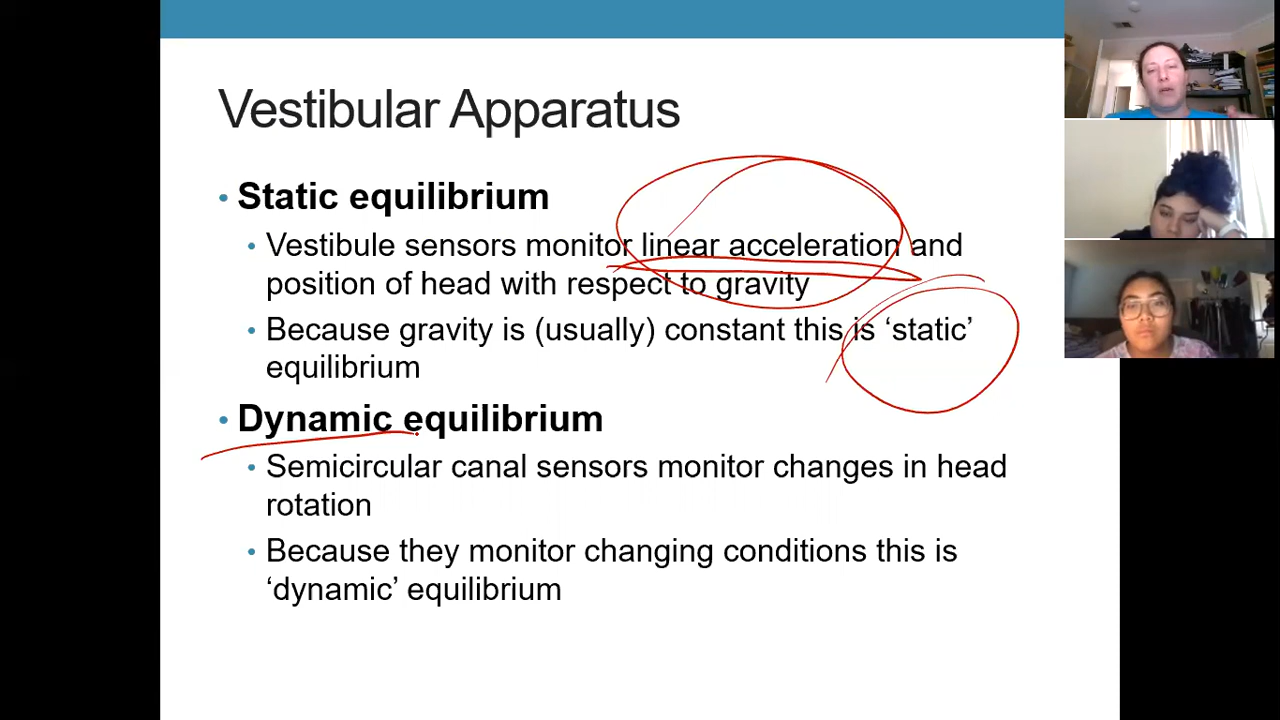 Vestibular Apparatus
• Static equilibrium
• Vestibule sensors monitor linear acceleration and
position of head with respect to gravity
• Because gravity is (usually) constant this is ‘static’
equilibrium
• Dynamic equilibrium
• Semicircular canal sensors monitor changes in head
rotation
• Because they monitor changing conditions this is
‘dynamic’ equilibrium